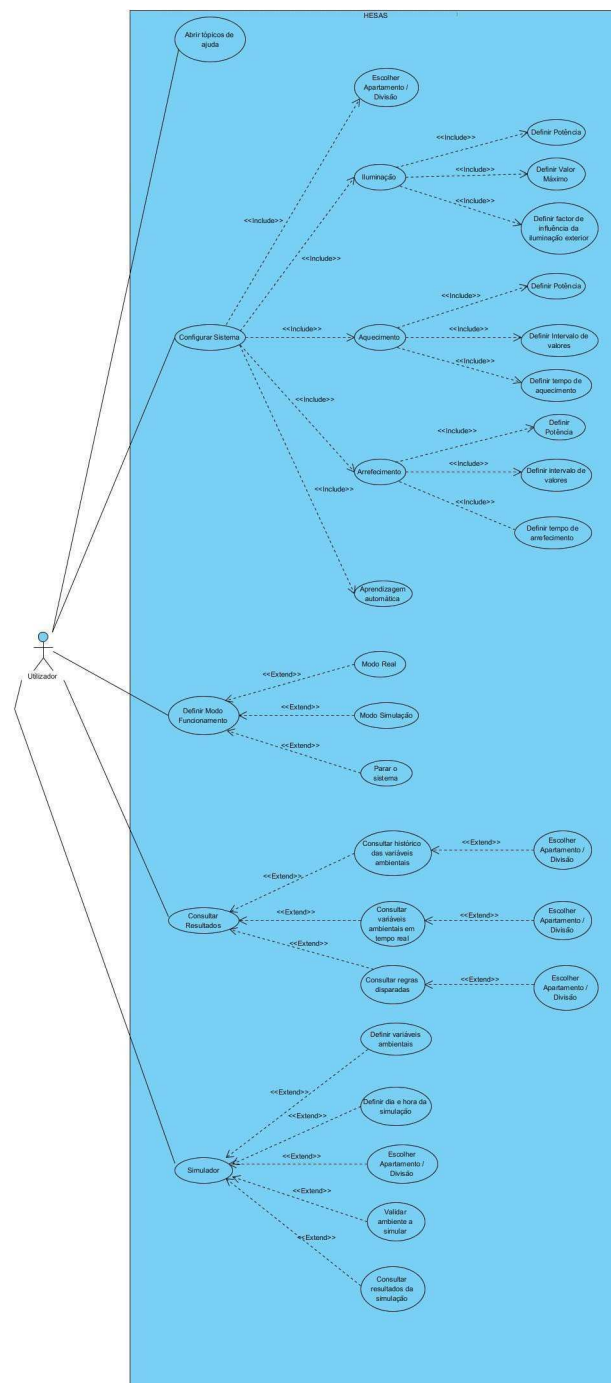 HESAS
Abrir tópicos de
ajuda
Escolher
Apartamento /
Divisão
<<Include>>
Definir Potência
<<Include>>
Iluminação
<<Include>>
Definir Valor
Máximo
<<Include>>
Definir factor de
influência da
iluminação exterior
<<Include>>
<<Include>>
Definir Potência
<<Include>>
Configurar Sistema
<<Include>>
Aquecimento
<<Include>>
Definir Intervalo de
valores
<<Include>>
Definir tempo de
aquecimento
<<Include>>
Definir
Potência
<<Include>>
Arrefecimento
<<Include>>
Definir intervalo de
valores
<<Include>>
<<Include>>
Definir tempo de
arrefecimento
Aprendizagem
automática
Utilizador
Modo Real
<<Extend>>
Definir Modo
Funcionamento
<<Extend>>
Modo Simulação
<<Extend>>
Parar o
sistema
Consultar histórico
das variáveis
ambientais
<<Extend>>
Escolher
Apartamento /
Divisão
<<Extend>>
Consultar
Resultados
<<Extend>>
Consultar
variáveis
ambientais em
tempo real
<<Extend>>
Escolher
Apartamento /
Divisão
<<Extend>>
Consultar regras
disparadas
<<Extend>>
Escolher
Apartamento /
Divisão
Definir variáveis
ambientais
<<Extend>>
Definir dia e hora da
simulação
<<Extend>>
Simulador
<<Extend>>
Escolher
Apartamento /
Divisão
<<Extend>>
Validar
ambiente a
simular
<<Extend>>
Consultar
resultados da
simulação